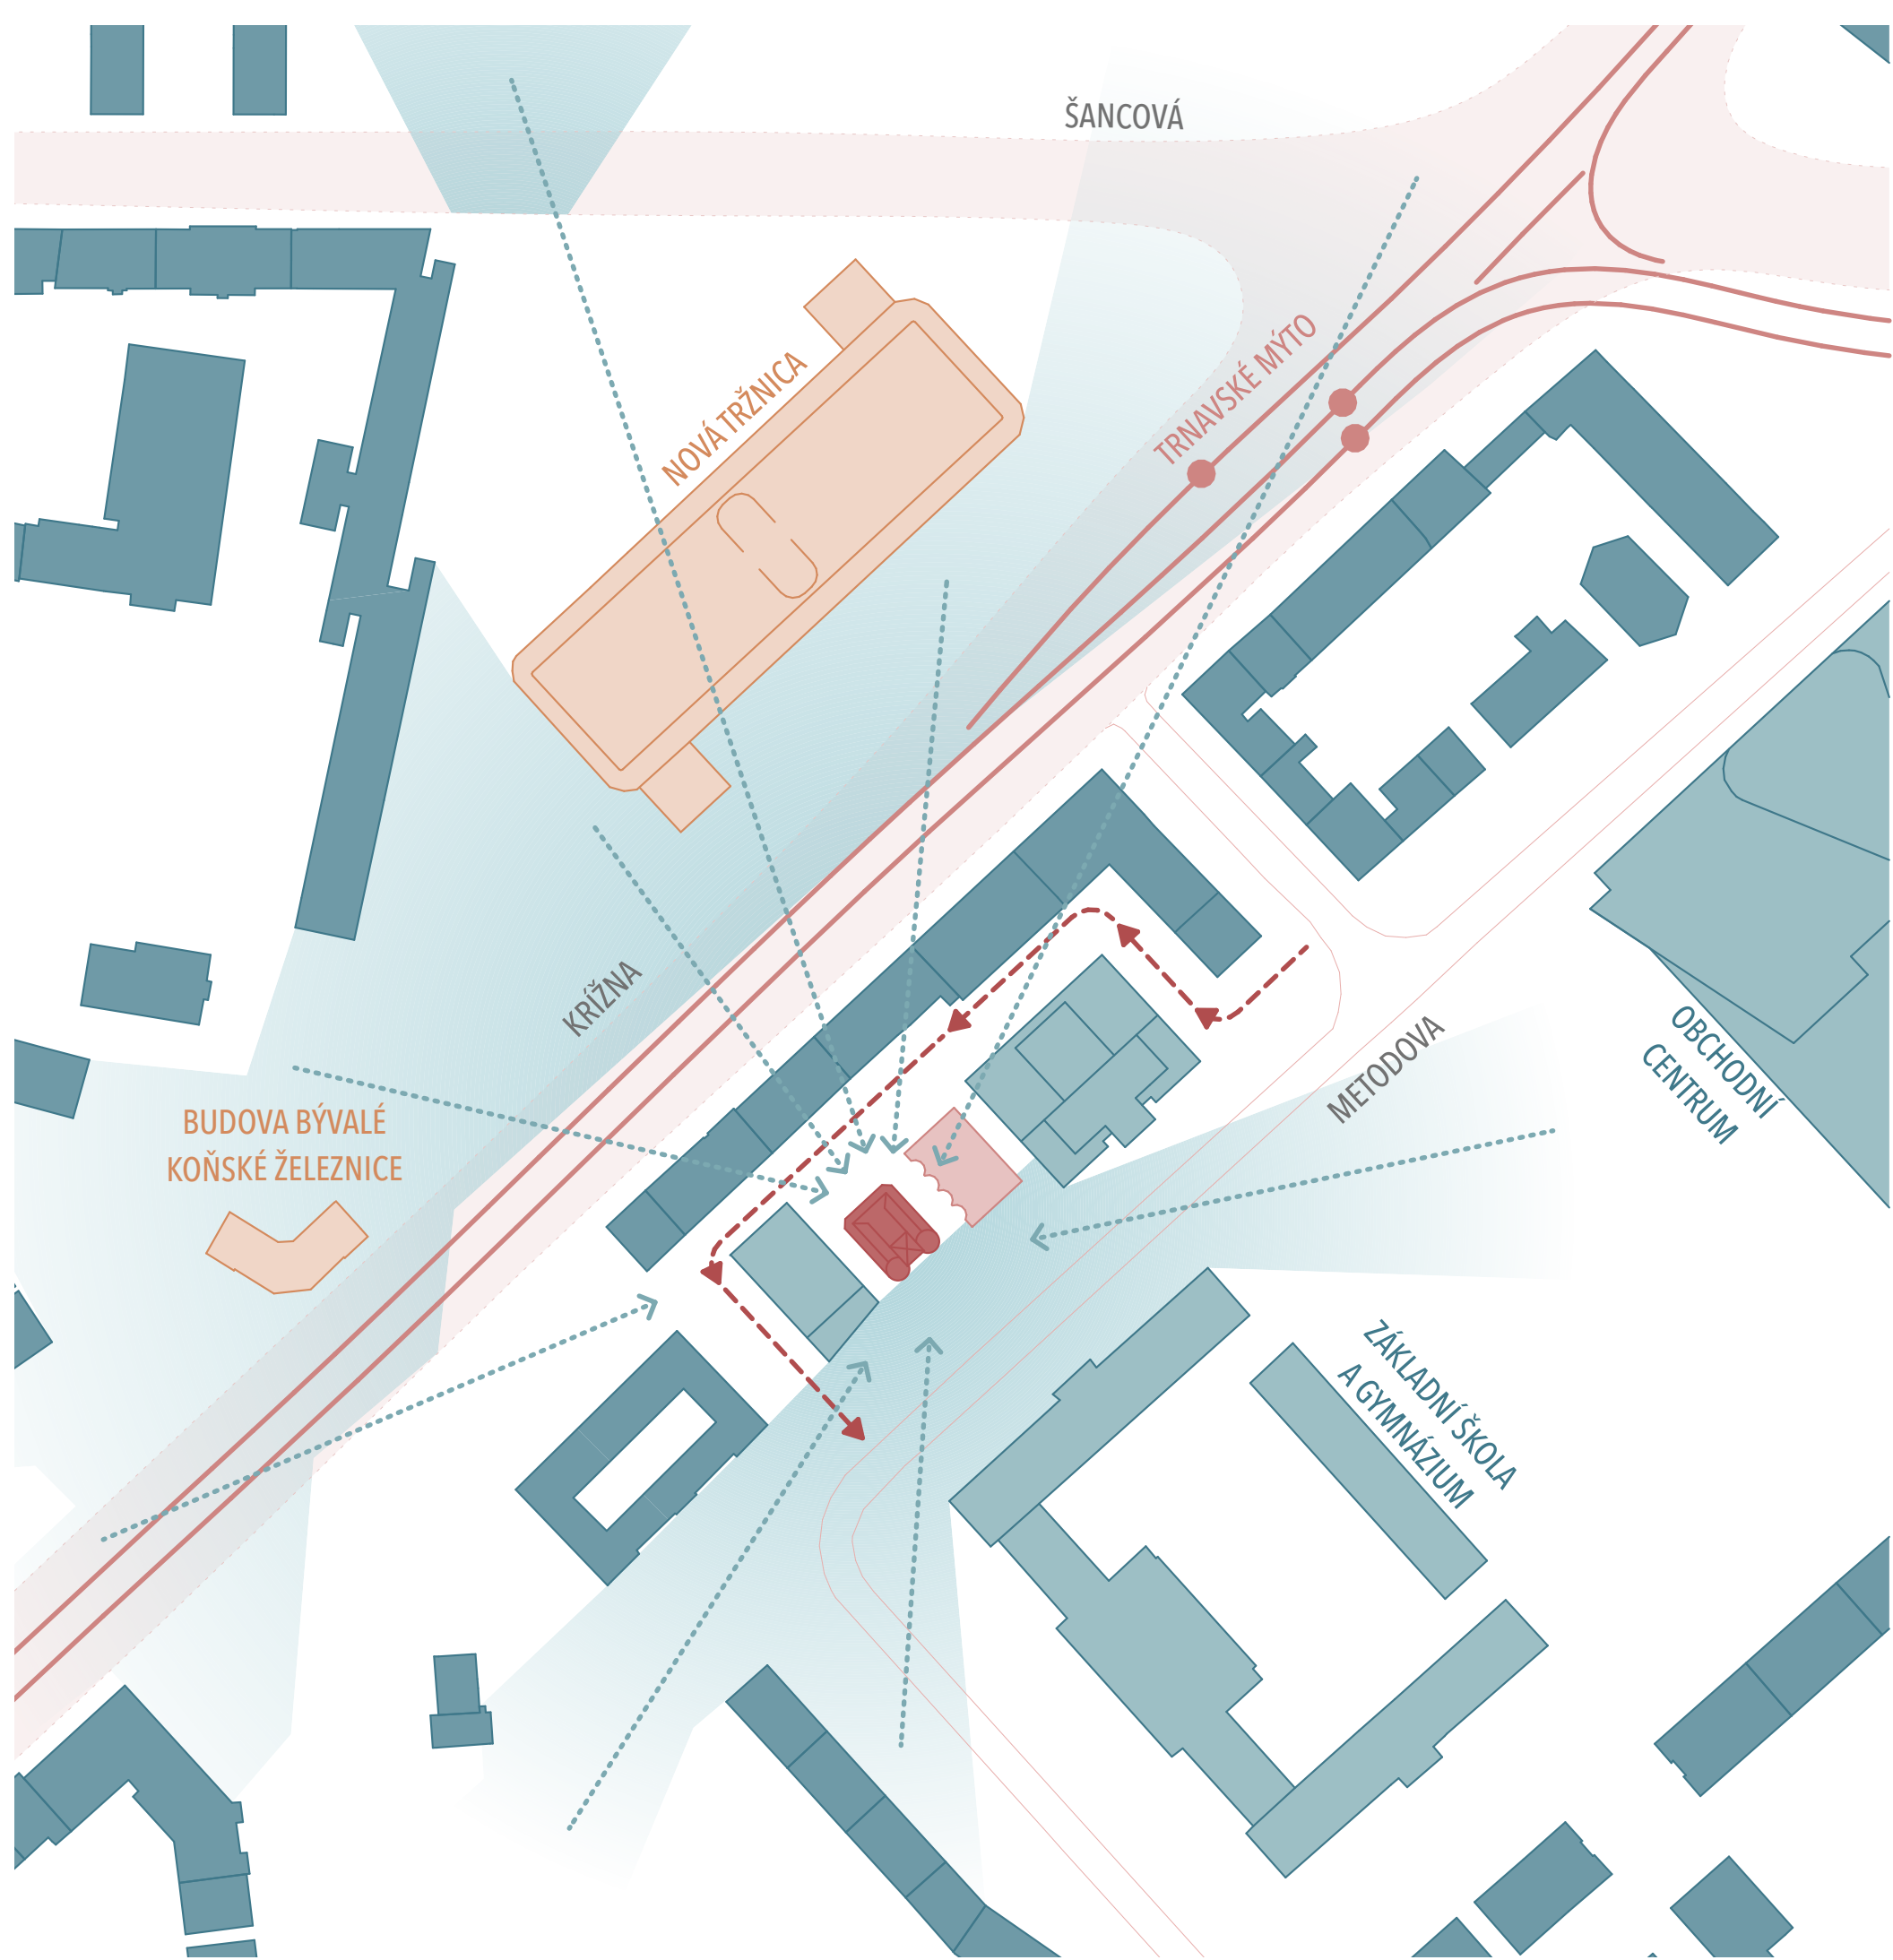 ŠANCOVÁ
TRNAVSKÉ MÝTO
NOVÁ TRŽNICA
KRÍŽNA
METODOVA
OBCHODNÍ
CENTRUM
BUDOVA BÝVALÉ
KOŇSKÉ ŽELEZNICE
ZÁKLADNÍ ŠKOLA
A GYMNÁZIUM